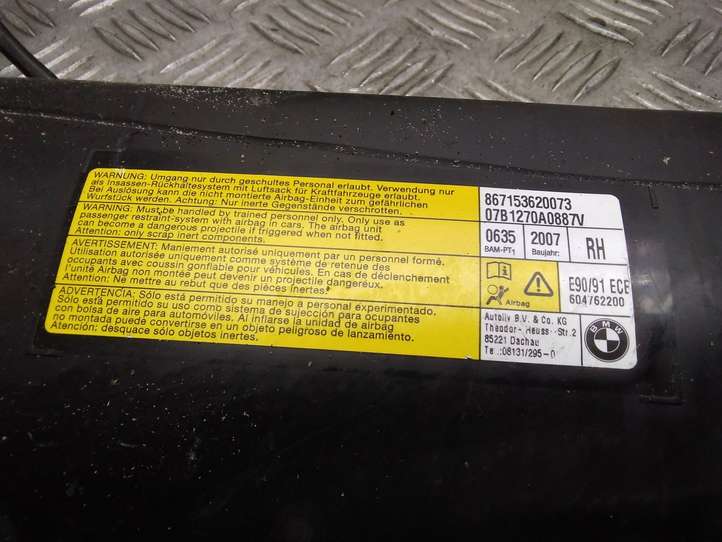 WARNUNG: Umgang nur durch geschultes Personal erlaubt. Verwendung nur
als Insassen-Rückhaltesystem mit Luftsack für Kraftfahrzeuge erlaubt.
Bei Auslösung kann die nicht montierte Airbag-Einheit zum gefährlichen
Wurfstück werden. Achtung: Nur inerte Gegenstände verschrotten.
WARNING: Must be handled by trained personnel only. Only use as
passenger restraint-system with airbag in cars. The airbag unit
can become a dangerous projectile if triggered when not fitted.
Attention: only scrap inert components.
AVERTISSEMENT: Maniement autorisé uniquement par un personnel formé.
Utilisation autorisée uniquement comme système de retenue des
occupants avec coussin gonflable pour véhicules. En cas de déclenchement
l'unité Airbag non montée peut devenir un projectile dangereux.
Attention: Ne mettre au rebut que des pièces inertes!
ADVERTENCIA: Sólo está permitido su manejo a personal experimentado.
Sólo está permitido su uso como sistema de sujección para ocupantes
con bolsa de aire para automóviles. Al inflarse la unidad de airbag
no montada puede convertirse en un objeto peligroso de lanzamiento.
Atención: desquace sólo objetos inertes.
867153620073
07B1270A0887V
0635 2007 RH
BAM-PT1 Baujahr:
Airbag
E90/91 ECE
604762200
Autoliv B.V. & Co. KG
Theodor- Heuss- Str.2
85221 Dachau
Te .:08131/295-0
BMW